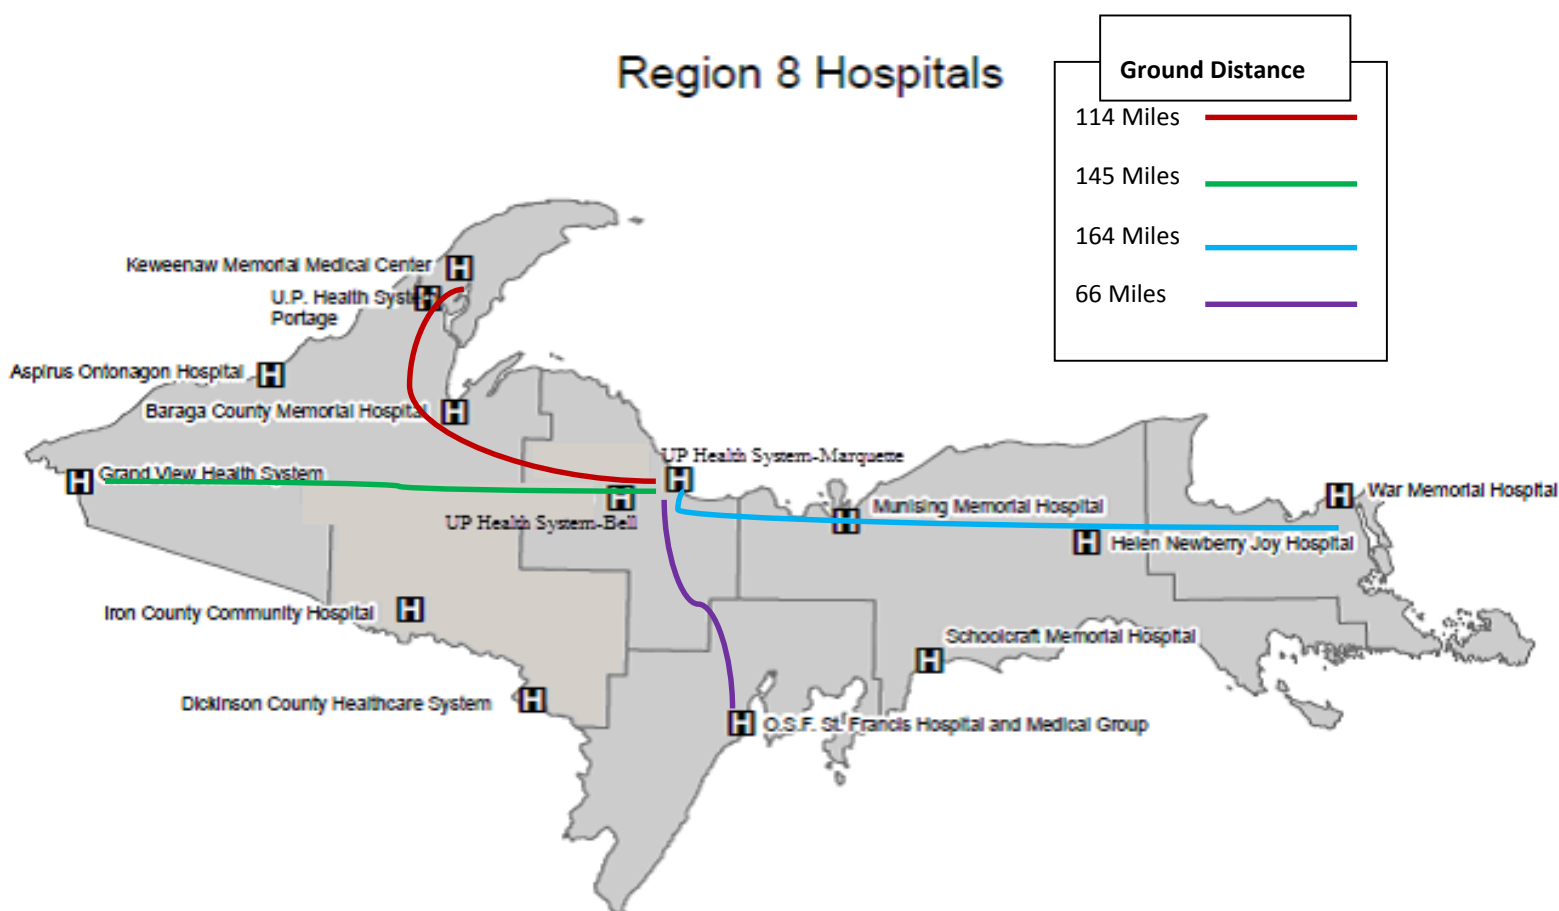 Region 8 Hospitals
Ground Distance
114 Miles
145 Miles
164 Miles
66 Miles
Keweenaw Memorial Medical Center
H
U.P. Health System
H
Portage
Aspirus Ontonagon Hospital
H
Baraga County Memorial Hospital
H
UP Health System-Marquette
H
Grand View Health System
H
H
UP Health System-Bell
War Memorial Hospital
H
Munising Memorial Hospital
H
Helen Newberry Joy Hospital
H
Iron County Community Hospital
H
Schoolcraft Memorial Hospital
H
Dickinson County Healthcare System
H
O.S.F. St. Francis Hospital and Medical Group
H